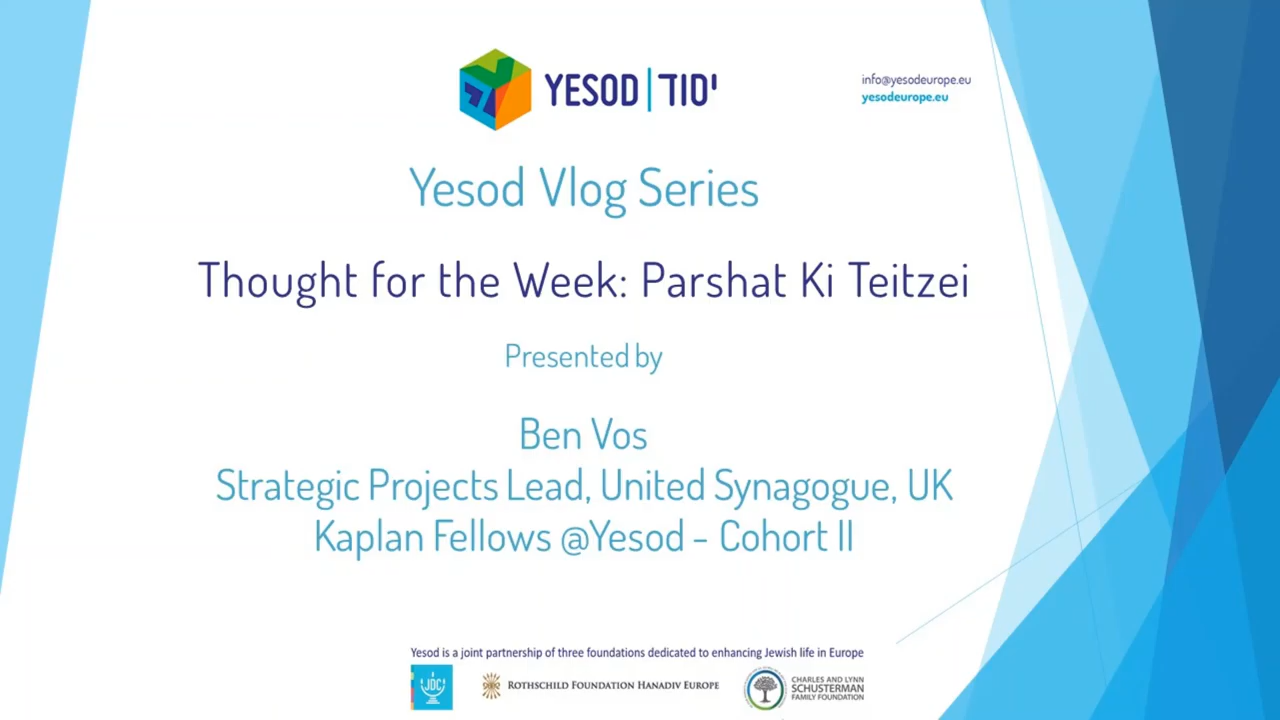 YESOD | יסוד
info@yesodeurope.eu
yesodeurope.eu
Yesod Vlog Series
Thought for the Week: Parshat Ki Teitzei
Presented by
Ben Vos
Strategic Projects Lead, United Synagogue, UK
Kaplan Fellows @Yesod - Cohort II
Yesod is a joint partnership of three foundations dedicated to enhancing Jewish life in Europe
JDC
ROTHSCHILD FOUNDATION HANADIV EUROPE
CHARLES AND LYNN
SCHUSTERMAN
FAMILY FOUNDATION